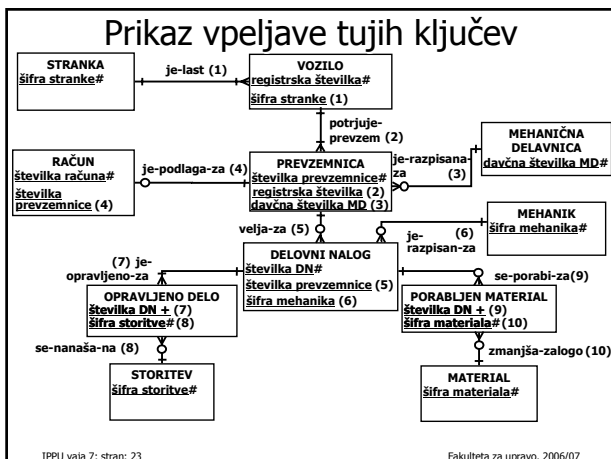 Prikaz vpeljave tujih ključev
STRANKA
šifra stranke#
je-last (1)
VOZILO
registrska številka#
šifra stranke (1)
potrjuje-
prevzem (2)
MEHANIČNA
DELAVNICA
davčna številka MD#
RAČUN
številka računa#
številka
prevzemnice (4)
je-podlaga-za (4)
PREVZEMNICA
številka prevzemnice#
registrska številka (2)
davčna številka MD (3)
je-razpisana-
za
(3)
velja-za (5)
(6)
je-
razpisan-za
MEHANIK
šifra mehanika#
DELOVNI NALOG
številka DN#
številka prevzemnice (5)
šifra mehanika (6)
(7) je-
opravljeno-za
se-porabi-za(9)
OPRAVLJENO DELO
številka DN + (7)
šifra storitve# (8)
PORABLJEN MATERIAL
številka DN + (9)
šifra materiala# (10)
se-nanaša-na (8)
zmanjša-zalogo (10)
STORITEV
šifra storitve#
MATERIAL
šifra materiala#
IPPU vaja 7: stran: 23
Fakulteta za upravo, 2006/07